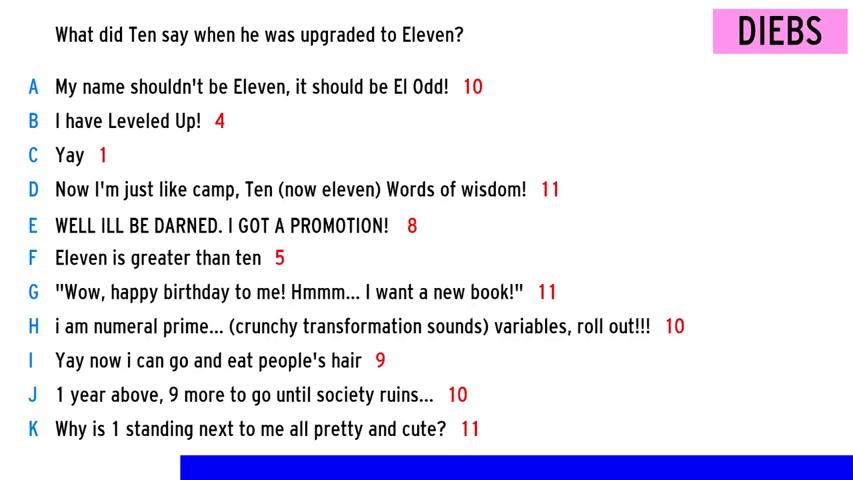 What did Ten say when he was upgraded to Eleven?
DIEBS
A My name shouldn't be Eleven, it should be El Odd! 10
B I have Leveled Up! 4
C Yay 1
D Now I'm just like camp, Ten (now eleven) Words of wisdom! 11
E WELL ILL BE DARNED. I GOT A PROMOTION! 8
F Eleven is greater than ten 5
G "Wow, happy birthday to me! Hmmm... I want a new book!" 11
H i am numeral prime... (crunchy transformation sounds) variables, roll out!!! 10
I Yay now i can go and eat people's hair 9
J 1 year above, 9 more to go until society ruins... 10
K Why is 1 standing next to me all pretty and cute? 11